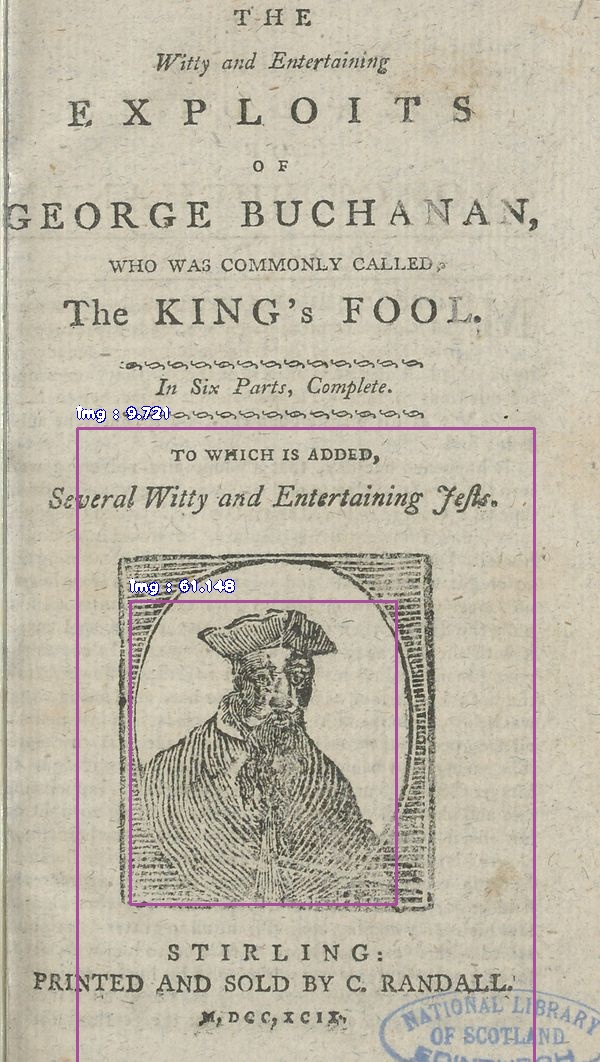 THE
Witty and Entertaining
EXPLOITS
OF
GEORGE BUCHANAN,
WHO WAS COMMONLY CALLED,
The KING's FOOL.
In Six Parts, Complete.
img : 9.721
TO WHICH IS ADDED,
Several Witty and Entertaining Jeſts.
img : 61.148
STIRLING:
PRINTED AND SOLD BY C. RANDALL.
M,DCC,XCIX.
NATIONAL LIBRARY
OF SCOTLAND
EDINBURGH